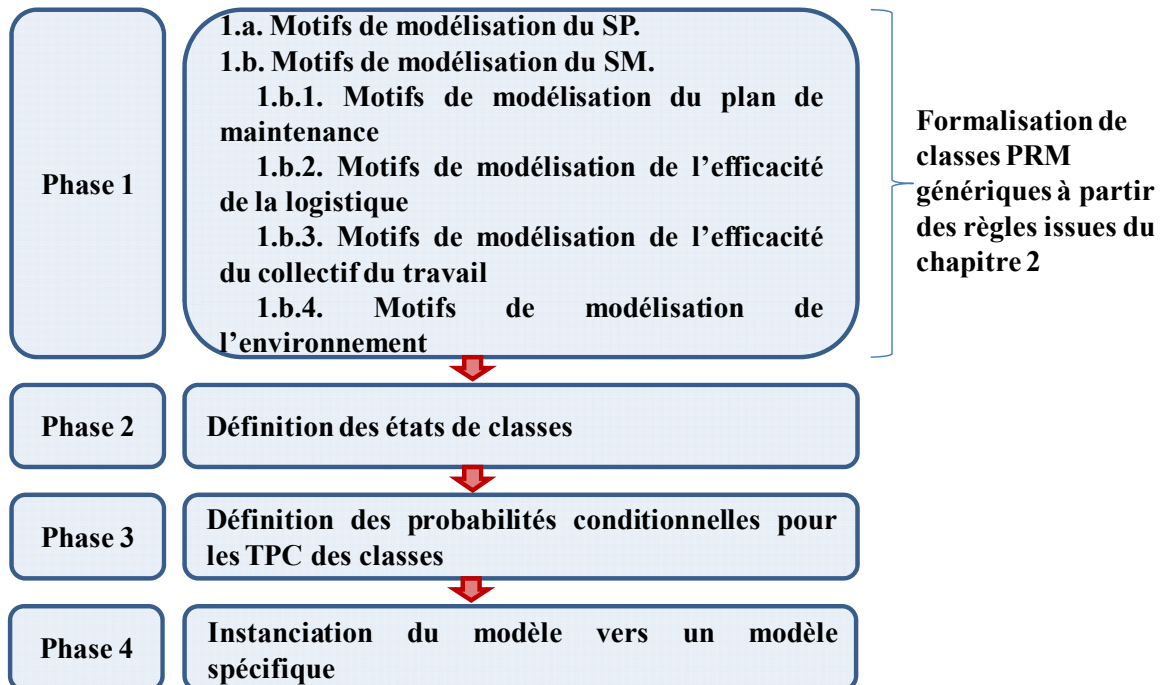 Phase 1
1.a. Motifs de modélisation du SP.
1.b. Motifs de modélisation du SM.
1.b.1. Motifs de modélisation du plan de
maintenance
1.b.2. Motifs de modélisation de l’efficacité
de la logistique
1.b.3. Motifs de modélisation de l’efficacité
du collectif du travail
1.b.4. Motifs de modélisation de
l’environnement
Formalisation de
classes PRM
génériques à partir
des règles issues du
chapitre 2
Phase 2
Définition des états de classes
Phase 3
Définition des probabilités conditionnelles pour
les TPC des classes
Phase 4
Instanciation du modèle vers un modèle
spécifique